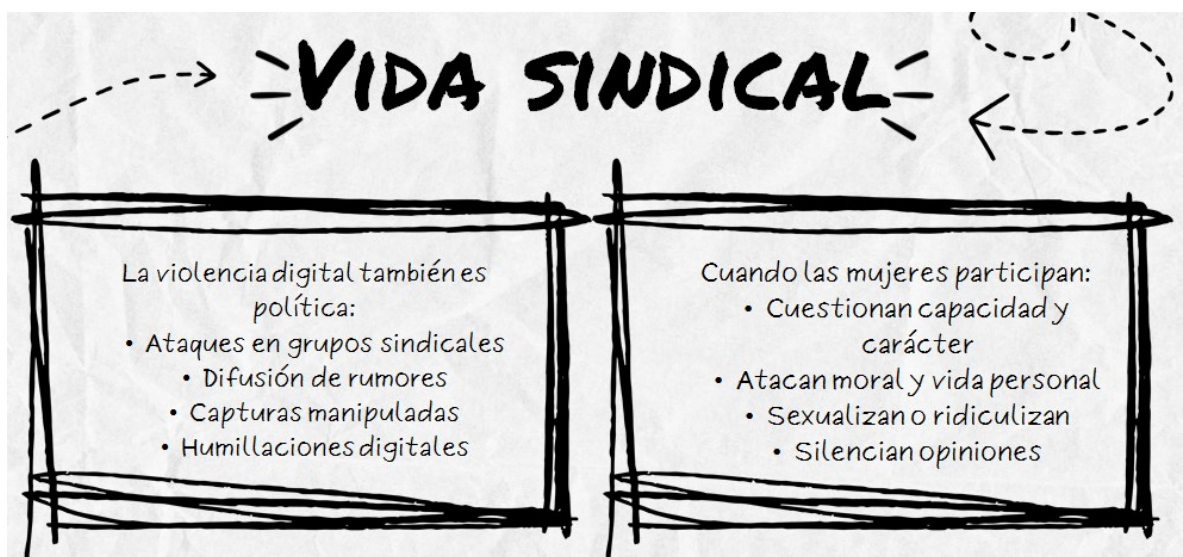 VIDA SINDICAL
La violencia digital también es
política:
• Ataques en grupos sindicales
• Difusión de rumores
• Capturas manipuladas
• Humillaciones digitales
Cuando las mujeres participan:
• Cuestionan capacidad y
carácter
• Atacan moral y vida personal
• Sexualizan o ridiculizan
• Silencian opiniones